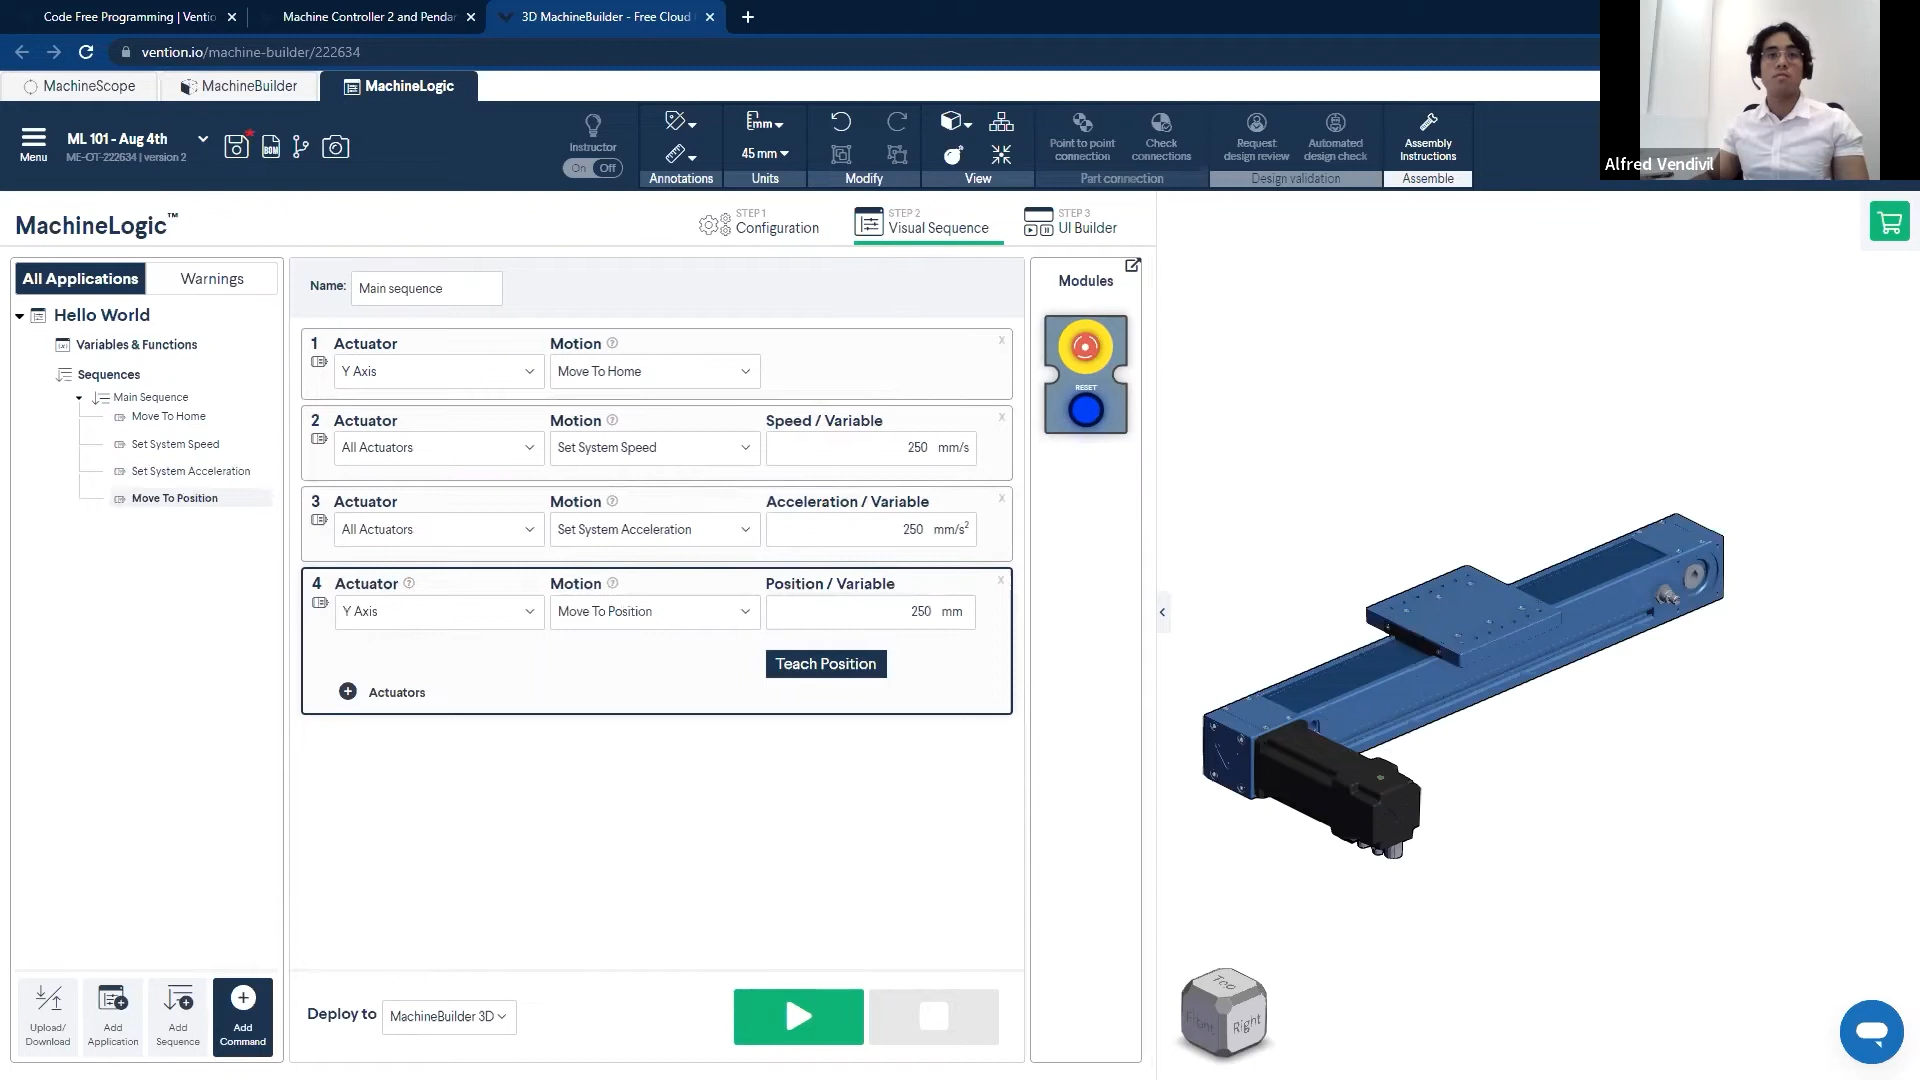 Code Free Programming | Ventio
Machine Controller 2 and Pendar
3D MachineBuilder - Free Cloud
vention.io/machine-builder/222634
MachineScope
MachineBuilder
MachineLogic
Menu
ML 101 - Aug 4th
ME-OT-222634 | version 2
BOM
Instructor
On
Off
Annotations
mm
45 mm
Units
Modify
View
Point to point
connection
Check
connections
Part connection
Request
design review
Automated
design check
Design validation
Assembly
Instructions
Assemble
Alfred Vendivil
MachineLogic™
STEP 1
Configuration
STEP 2
Visual Sequence
STEP 3
UI Builder
All Applications
Warnings
Hello World
Variables & Functions
Sequences
Main Sequence
Move To Home
Set System Speed
Set System Acceleration
Move To Position
Name:
Main sequence
1 Actuator Motion
Y Axis Move To Home
x
2 Actuator Motion Speed / Variable
All Actuators Set System Speed 250 mm/s
x
3 Actuator Motion Acceleration / Variable
All Actuators Set System Acceleration 250 mm/s²
x
4 Actuator Motion Position / Variable
Y Axis Move To Position 250 mm
x
Teach Position
Actuators
Modules
RESET
Upload/
Download
Add
Application
Add
Sequence
Add
Command
Deploy to
MachineBuilder 3D
Top
Front
Right